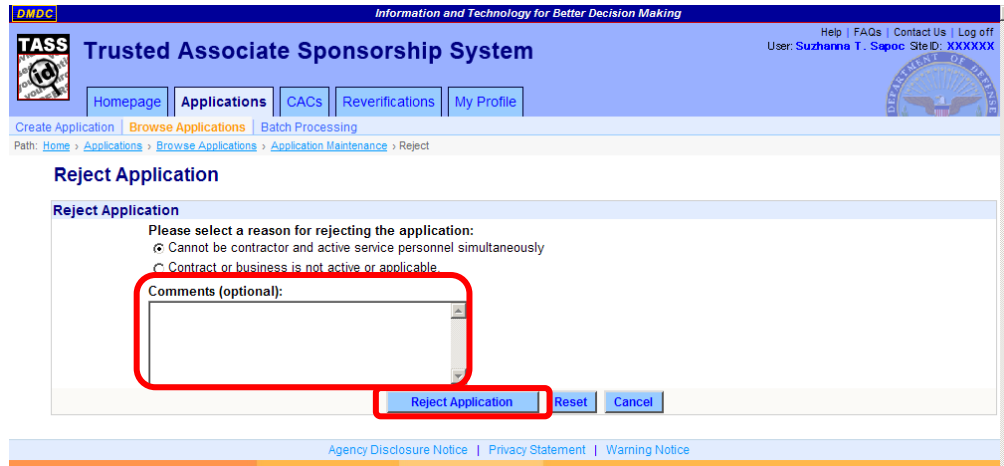 DMDC Information and Technology for Better Decision Making
Help | FAQs | Contact Us | Log off
TASS Trusted Associate Sponsorship System
User: Suzhanna T. Sapoc Site ID: XXXXXX
id
Homepage Applications CACs Reverifications My Profile
Create Application | Browse Applications | Batch Processing
Path: Home › Applications › Browse Applications › Application Maintenance › Reject
Reject Application
Reject Application
Please select a reason for rejecting the application:
Cannot be contractor and active service personnel simultaneously
Contract or business is not active or applicable.
Comments (optional):
Reject Application Reset Cancel
Agency Disclosure Notice | Privacy Statement | Warning Notice